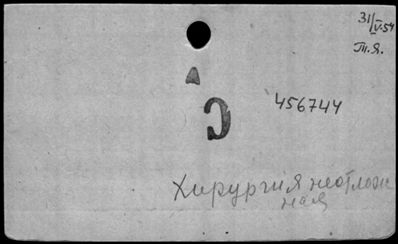 31/V-54
Т.Я.
456744
Хирургия неотлож
ная